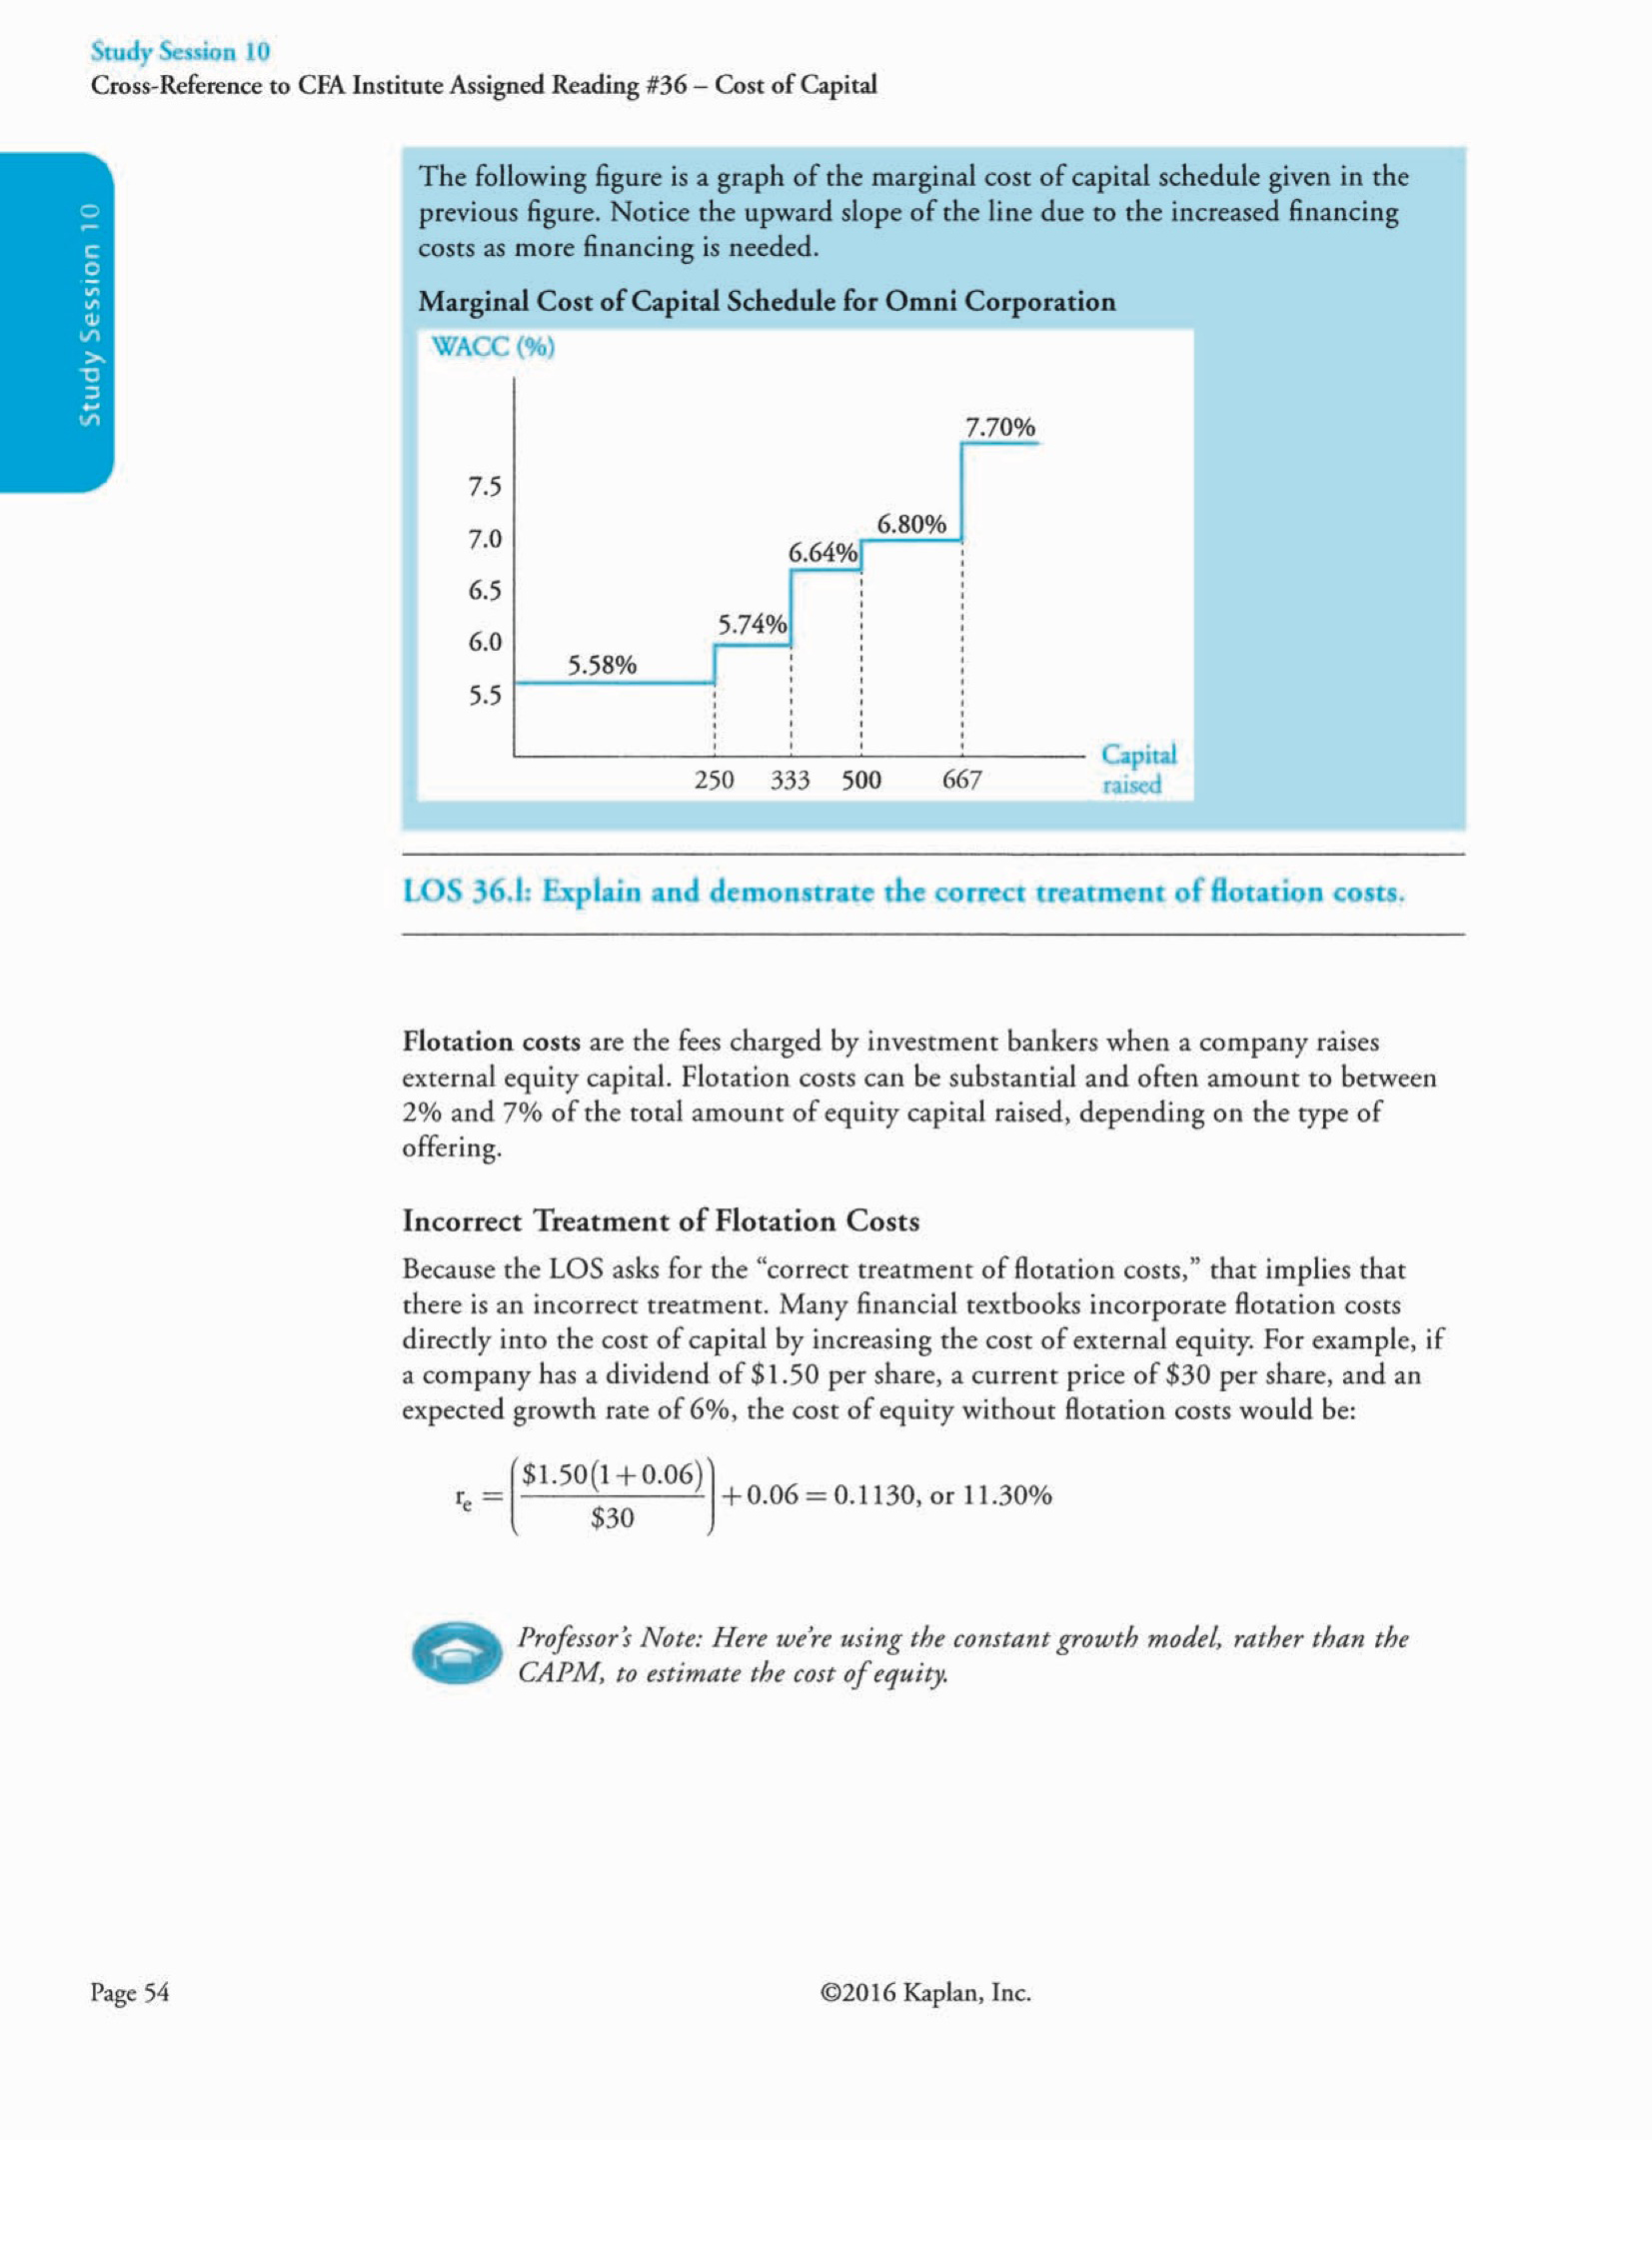 Study Session 10
Cross-Reference to CFA Institute Assigned Reading #36 – Cost of Capital
Study Session 10
The following figure is a graph of the marginal cost of capital schedule given in the
previous figure. Notice the upward slope of the line due to the increased financing
costs as more financing is needed.
Marginal Cost of Capital Schedule for Omni Corporation
WACC (%)
7.70%
7.5
6.80%
7.0
6.64%
6.5
5.74%
6.0
5.58%
5.5
Capital
raised
250 333 500 667
LOS 36.l: Explain and demonstrate the correct treatment of flotation costs.
Flotation costs are the fees charged by investment bankers when a company raises
external equity capital. Flotation costs can be substantial and often amount to between
2% and 7% of the total amount of equity capital raised, depending on the type of
offering.
Incorrect Treatment of Flotation Costs
Because the LOS asks for the “correct treatment of flotation costs,” that implies that
there is an incorrect treatment. Many financial textbooks incorporate flotation costs
directly into the cost of capital by increasing the cost of external equity. For example, if
a company has a dividend of $1.50 per share, a current price of $30 per share, and an
expected growth rate of 6%, the cost of equity without flotation costs would be:
re = ($1.50(1+0.06) / $30) + 0.06 = 0.1130, or 11.30%
Professor's Note: Here we're using the constant growth model, rather than the
CAPM, to estimate the cost of equity.
Page 54
©2016 Kaplan, Inc.